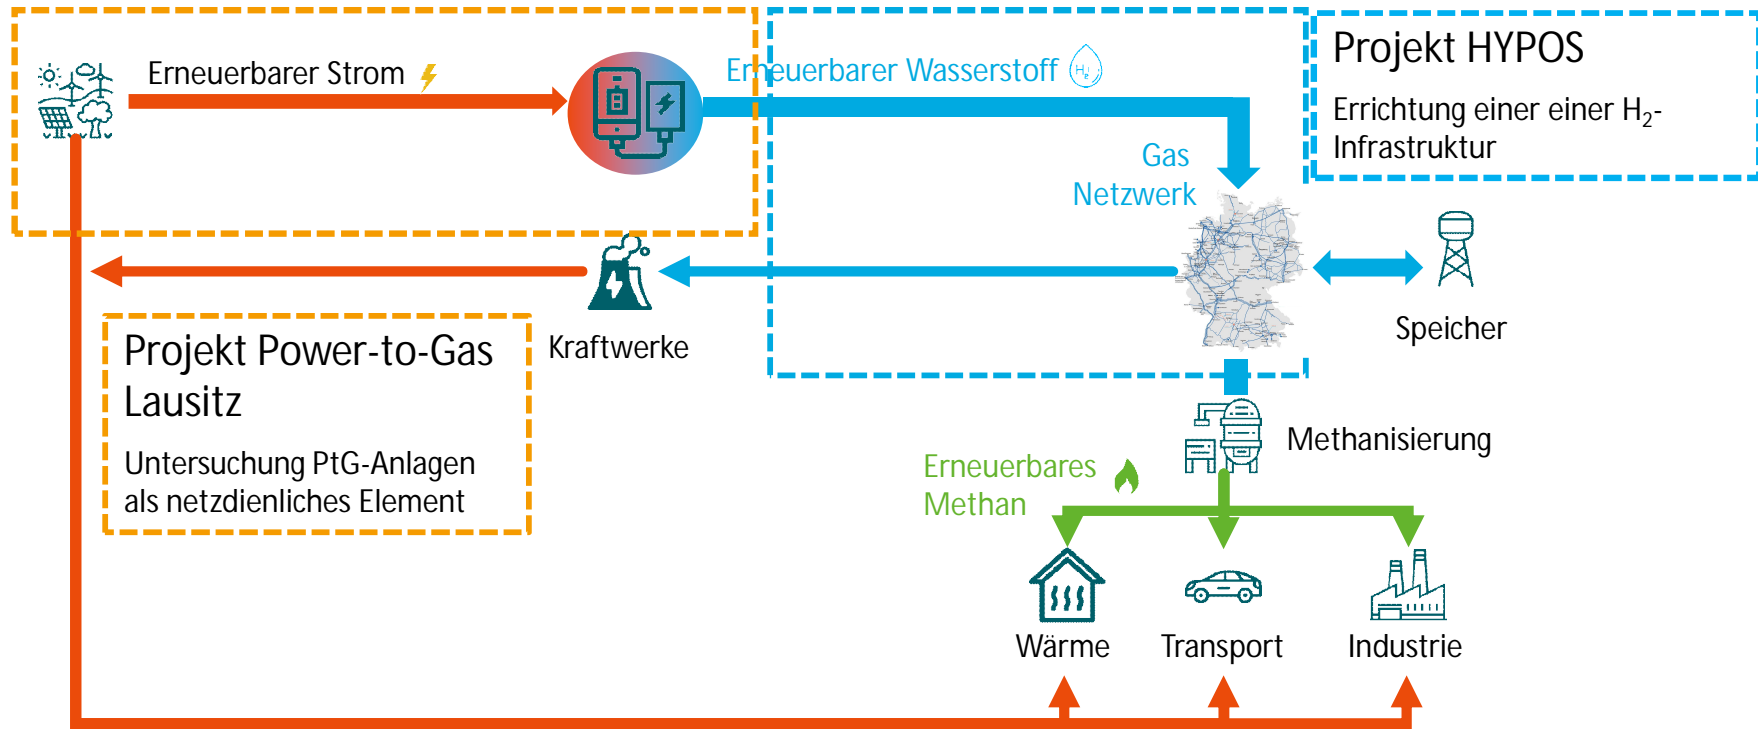 Erneuerbarer Strom
Erneuerbarer Wasserstoff
H2
Projekt HYPOS
Errichtung einer einer H2-
Infrastruktur
Gas
Netzwerk
Kraftwerke
Speicher
Projekt Power-to-Gas
Lausitz
Untersuchung PtG-Anlagen
als netzdienliches Element
Methanisierung
Erneuerbares
Methan
Wärme
Transport
Industrie